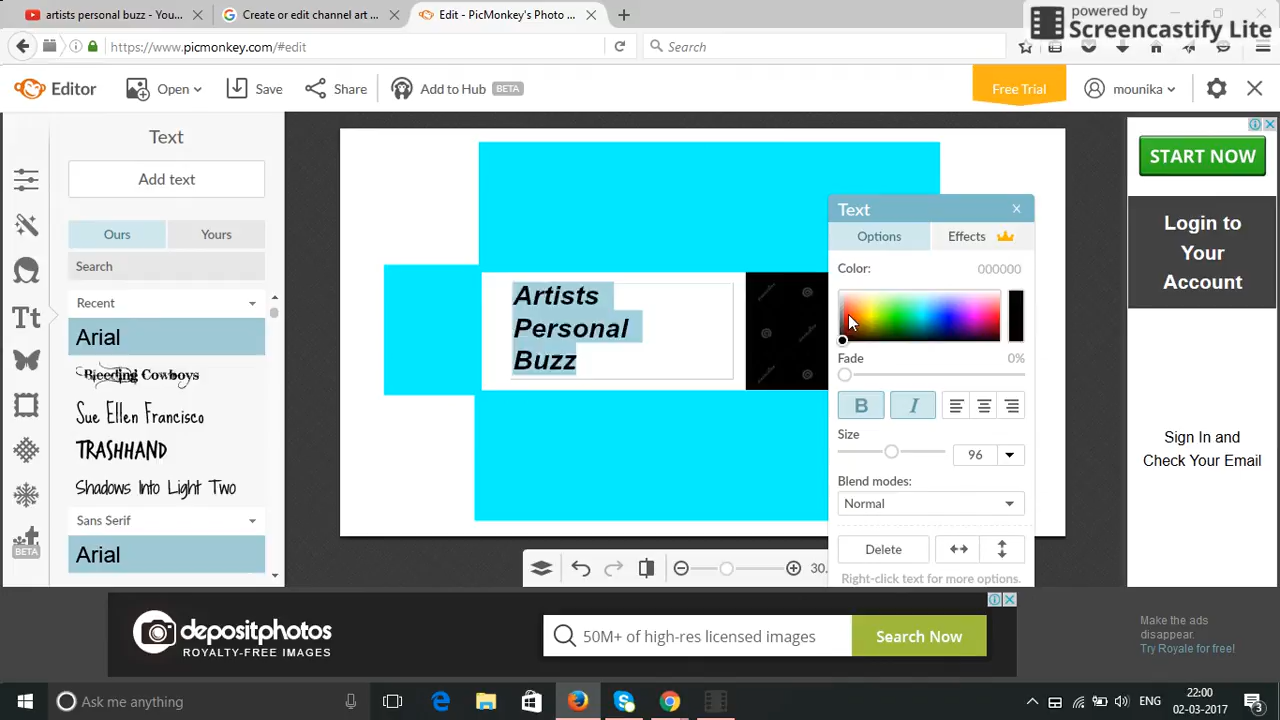 artists personal buzz - You...
Create or edit channel art ...
Edit - PicMonkey's Photo ...
powered by
Screencastify Lite
https://www.picmonkey.com/#edit
Search
Editor
Open
Save
Share
Add to Hub BETA
Free Trial
mounika
Text
Add text
Ours
Yours
Search
Recent
Arial
Bleeding Cowboys
Sue Ellen Francisco
TRASHHAND
Shadows Into Light Two
Sans Serif
Arial
Tt
BETA
Artists
Personal
Buzz
Text
Options
Effects
Color: 000000
Fade 0%
B I
Size
96
Blend modes:
Normal
Delete
Right-click text for more options.
30.
START NOW
Login to
Your
Account
Sign In and
Check Your Email
depositphotos
ROYALTY-FREE IMAGES
50M+ of high-res licensed images
Search Now
Make the ads
disappear.
Try Royale for free!
Ask me anything
ENG
22:00
02-03-2017
3